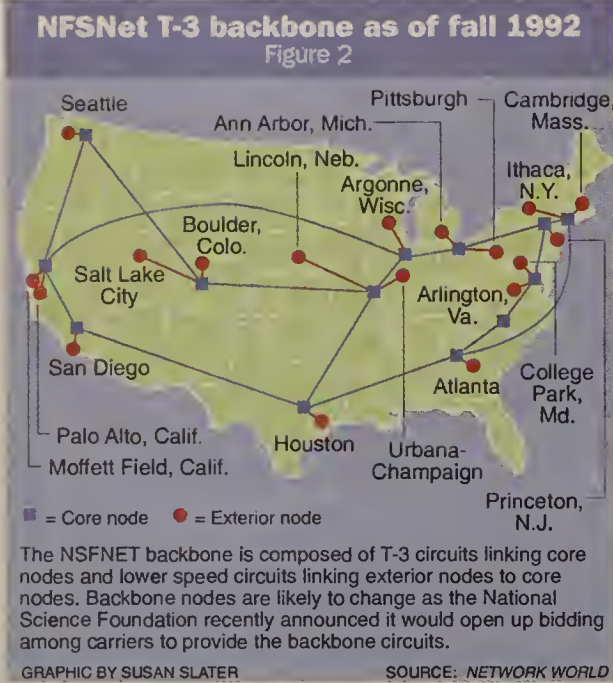 NFSNet T-3 backbone as of fall 1992
Figure 2
Seattle
Pittsburgh
Cambridge,
Mass.
Ann Arbor, Mich.
Lincoln, Neb.
Argonne,
Wisc.
Ithaca,
N.Y.
Boulder,
Colo.
Salt Lake
City
Arlington,
Va.
San Diego
Atlanta
College
Park,
Md.
Palo Alto, Calif.
Moffett Field, Calif.
Houston
Urbana-
Champaign
Princeton,
N.J.
= Core node = Exterior node
The NSFNET backbone is composed of T-3 circuits linking core
nodes and lower speed circuits linking exterior nodes to core
nodes. Backbone nodes are likely to change as the National
Science Foundation recently announced it would open up bidding
among carriers to provide the backbone circuits.
GRAPHIC BY SUSAN SLATER SOURCE: NETWORK WORLD